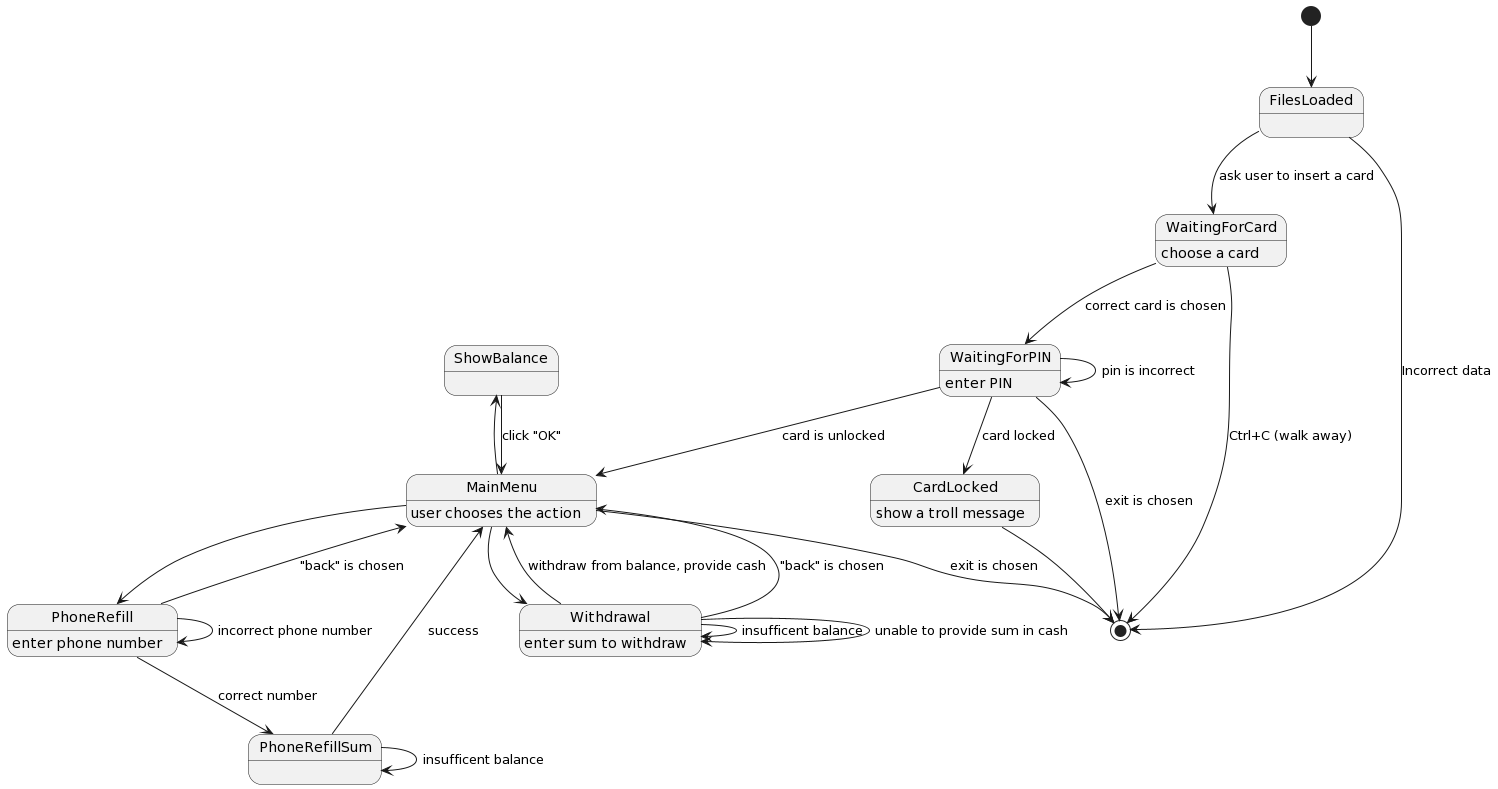 FilesLoaded
ask user to insert a card
WaitingForCard
choose a card
correct card is chosen
WaitingForPIN
enter PIN
pin is incorrect
Incorrect data
ShowBalance
click "OK"
card is unlocked
card locked
Ctrl+C (walk away)
MainMenu
user chooses the action
CardLocked
show a troll message
exit is chosen
"back" is chosen
withdraw from balance, provide cash
"back" is chosen
exit is chosen
PhoneRefill
enter phone number
incorrect phone number
success
Withdrawal
enter sum to withdraw
insufficent balance
unable to provide sum in cash
correct number
PhoneRefillSum
insufficent balance